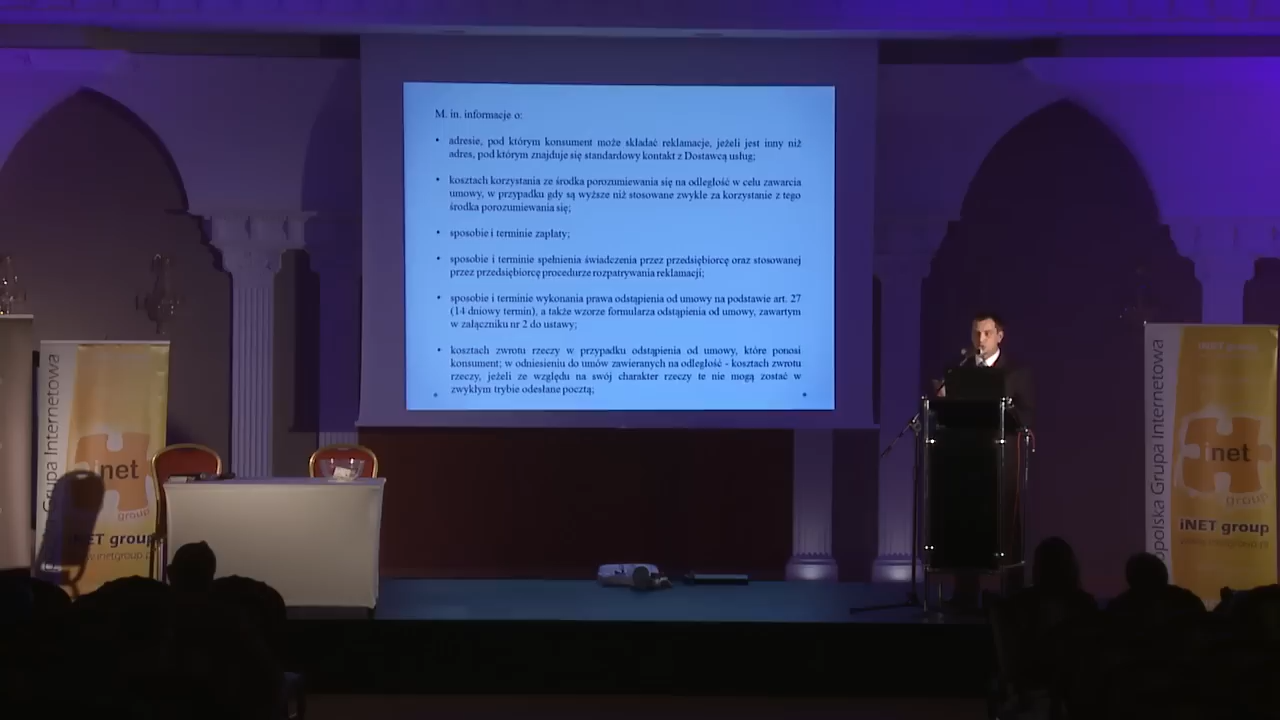 M. in. informacje o:
• adresie, pod którym konsument może składać reklamacje, jeżeli jest inny niż
adres, pod którym znajduje się standardowy kontakt z Dostawcą usług;
• kosztach korzystania ze środka porozumiewania się na odległość w celu zawarcia
umowy, w przypadku gdy są wyższe niż stosowane zwykle za korzystanie z tego
środka porozumiewania się;
• sposobie i terminie zapłaty;
• sposobie i terminie spełnienia świadczenia przez przedsiębiorcę oraz stosowanej
przez przedsiębiorcę procedurze rozpatrywania reklamacji;
• sposobie i terminie wykonania prawa odstąpienia od umowy na podstawie art. 27
(14 dniowy termin), a także wzorze formularza odstąpienia od umowy, zawartym
w załączniku nr 2 do ustawy;
• kosztach zwrotu rzeczy w przypadku odstąpienia od umowy, które ponosi
konsument; w odniesieniu do umów zawieranych na odległość - kosztach zwrotu
rzeczy, jeżeli ze względu na swój charakter rzeczy te nie mogą zostać w
zwykłym trybie odesłane pocztą;
Grupa Internetowa
inet
group
iNET group
opolska Grupa Internetowa
iNET group
inet
group
iNET group